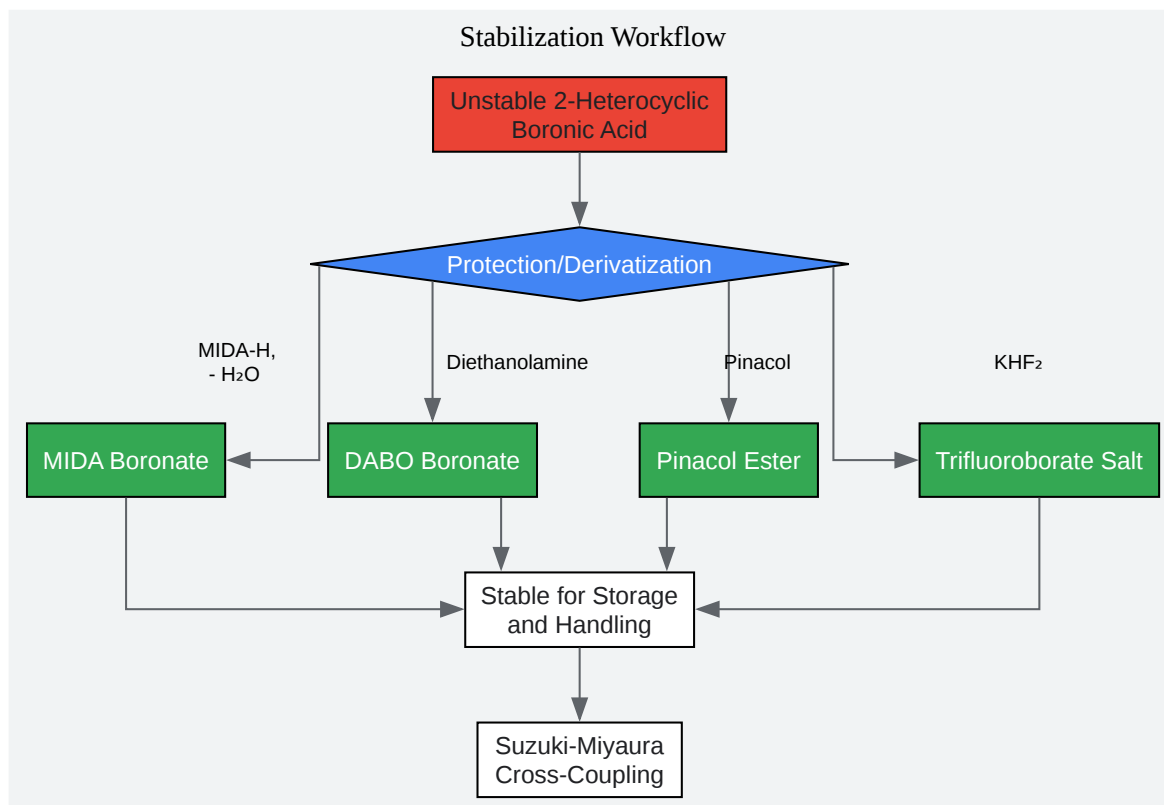 Stabilization Workflow
Unstable 2-Heterocyclic
Boronic Acid
Protection/Derivatization
MIDA-H,
- H₂O
Diethanolamine
Pinacol
KHF₂
MIDA Boronate
DABO Boronate
Pinacol Ester
Trifluoroborate Salt
Stable for Storage
and Handling
Suzuki-Miyaura
Cross-Coupling